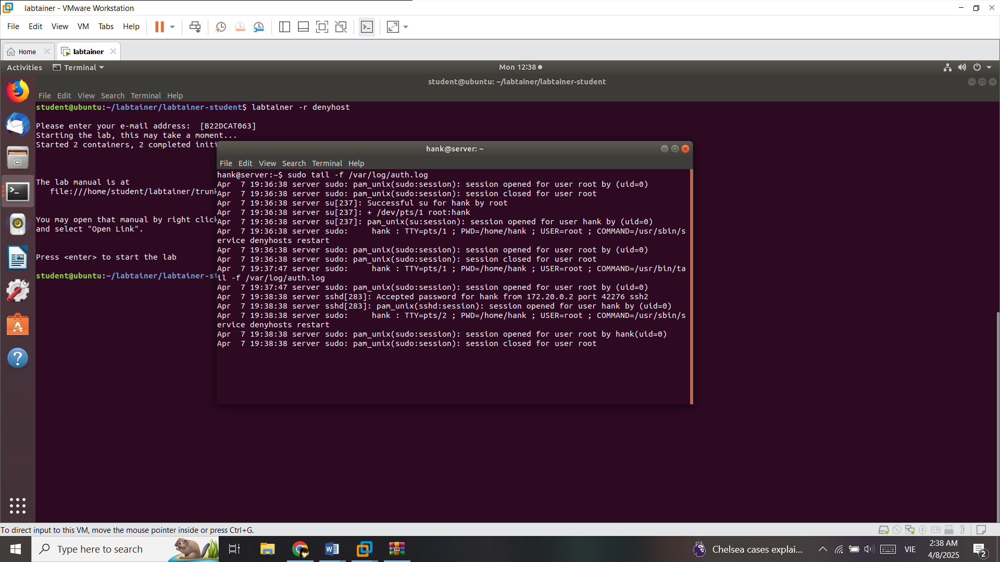 labtainer - VMware Workstation
File Edit View VM Tabs Help
Home
labtainer
Activities
Terminal
Mon 12:38
student@ubuntu: ~/labtainer/labtainer-student
File Edit View Search Terminal Help
student@ubuntu:~/labtainer/labtainer-student$ labtainer -r denyhost
Please enter your e-mail address:  [B22DCAT063]
Starting the lab, this may take a moment...
Started 2 containers, 2 completed initi
The lab manual is at
file:///home/student/labtainer/trunk
You may open that manual by right click
and select "Open Link".
Press <enter> to start the lab
student@ubuntu:~/labtainer/labtainer-st
hank@server: ~
File Edit View Search Terminal Help
hank@server:~$ sudo tail -f /var/log/auth.log
Apr  7 19:36:38 server sudo: pam_unix(sudo:session): session opened for user root by (uid=0)
Apr  7 19:36:38 server sudo: pam_unix(sudo:session): session closed for user root
Apr  7 19:36:38 server su[237]: Successful su for hank by root
Apr  7 19:36:38 server su[237]: + /dev/pts/1 root:hank
Apr  7 19:36:38 server su[237]: pam_unix(su:session): session opened for user hank by (uid=0)
Apr  7 19:36:38 server sudo:     hank : TTY=pts/1 ; PWD=/home/hank ; USER=root ; COMMAND=/usr/sbin/s
ervice denyhosts restart
Apr  7 19:36:38 server sudo: pam_unix(sudo:session): session opened for user root by (uid=0)
Apr  7 19:36:38 server sudo: pam_unix(sudo:session): session closed for user root
Apr  7 19:37:47 server sudo:     hank : TTY=pts/1 ; PWD=/home/hank ; USER=root ; COMMAND=/usr/bin/ta
il -f /var/log/auth.log
Apr  7 19:37:47 server sudo: pam_unix(sudo:session): session opened for user root by (uid=0)
Apr  7 19:38:38 server sshd[283]: Accepted password for hank from 172.20.0.2 port 42276 ssh2
Apr  7 19:38:38 server sshd[283]: pam_unix(sshd:session): session opened for user hank by (uid=0)
Apr  7 19:38:38 server sudo:     hank : TTY=pts/2 ; PWD=/home/hank ; USER=root ; COMMAND=/usr/sbin/s
ervice denyhosts restart
Apr  7 19:38:38 server sudo: pam_unix(sudo:session): session opened for user root by hank(uid=0)
Apr  7 19:38:38 server sudo: pam_unix(sudo:session): session closed for user root
To direct input to this VM, move the mouse pointer inside or press Ctrl+G.
Type here to search
Chelsea cases explai...
VIE
2:38 AM
4/8/2025
2